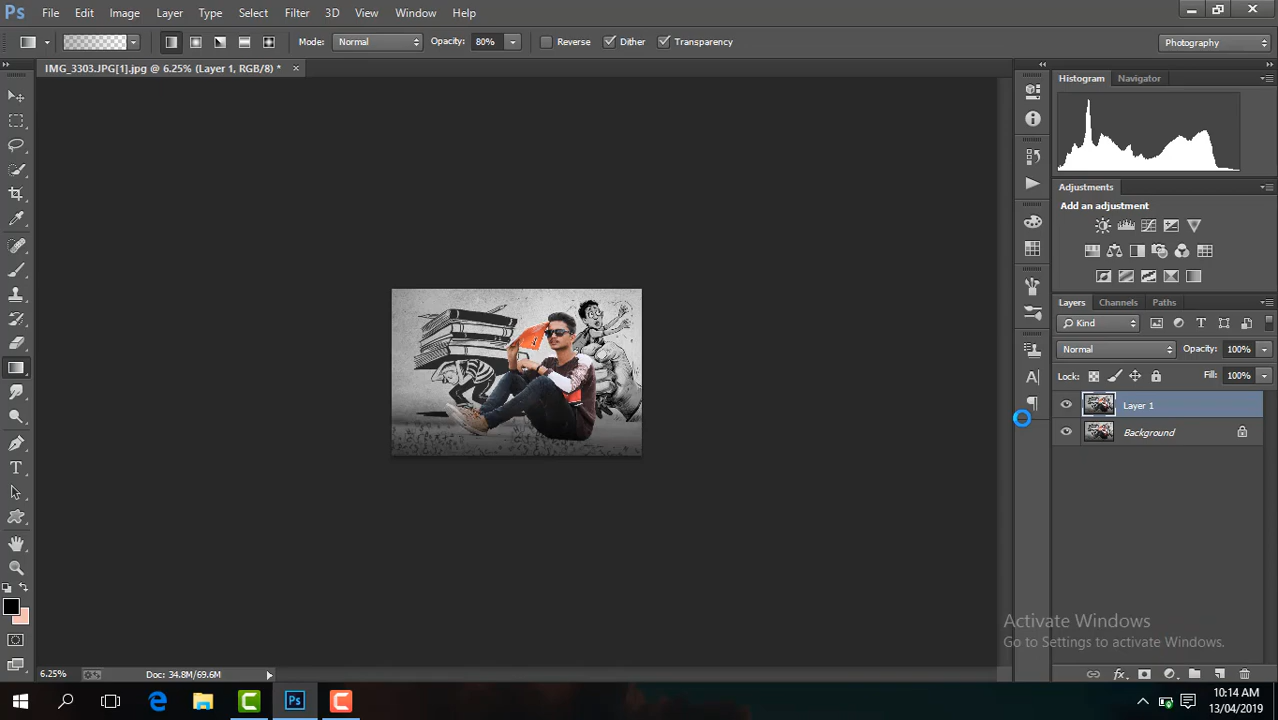 Ps File Edit Image Layer Type Select Filter 3D View Window Help
Mode: Normal Opacity: 80% Reverse Dither Transparency Photography
IMG_3303.JPG[1].jpg @ 6.25% (Layer 1, RGB/8) * ×
Histogram Navigator
Adjustments
Add an adjustment
Layers Channels Paths
Kind
Normal Opacity: 100%
Lock: Fill: 100%
Layer 1
Background
Activate Windows
Go to Settings to activate Windows.
6.25% Doc: 34.8M/69.6M
10:14 AM
13/04/2019